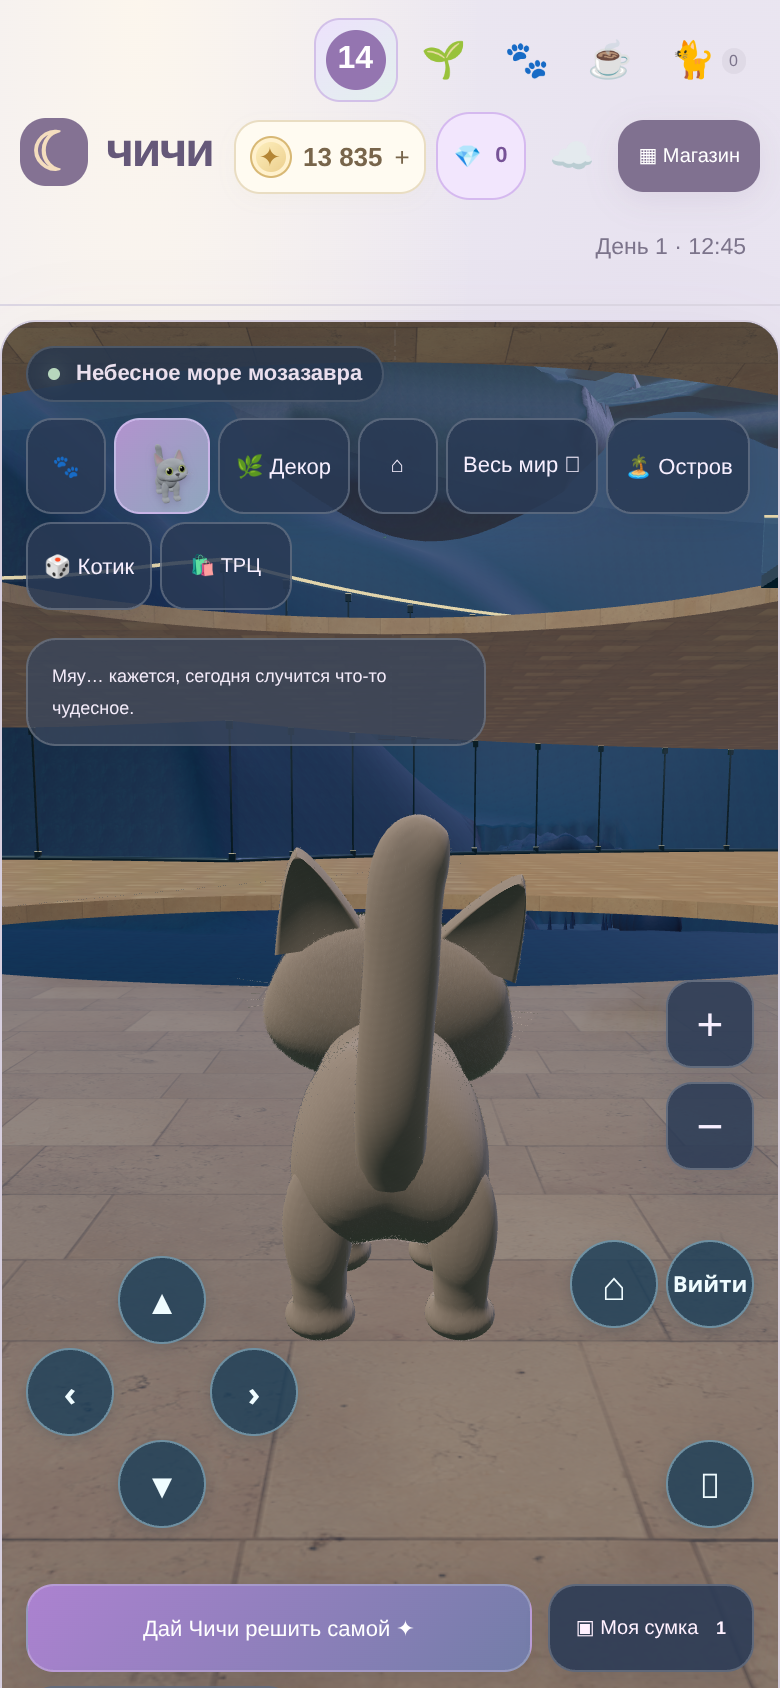 14
0
чичи
13 835 +
0
Магазин
День 1 · 12:45
Небесное море мозазавра
Декор
Весь мир
Остров
Котик
ТРЦ
Мяу… кажется, сегодня случится что-то
чудесное.
+
−
Выйти
Дай Чичи решить самой ✦
Моя сумка 1